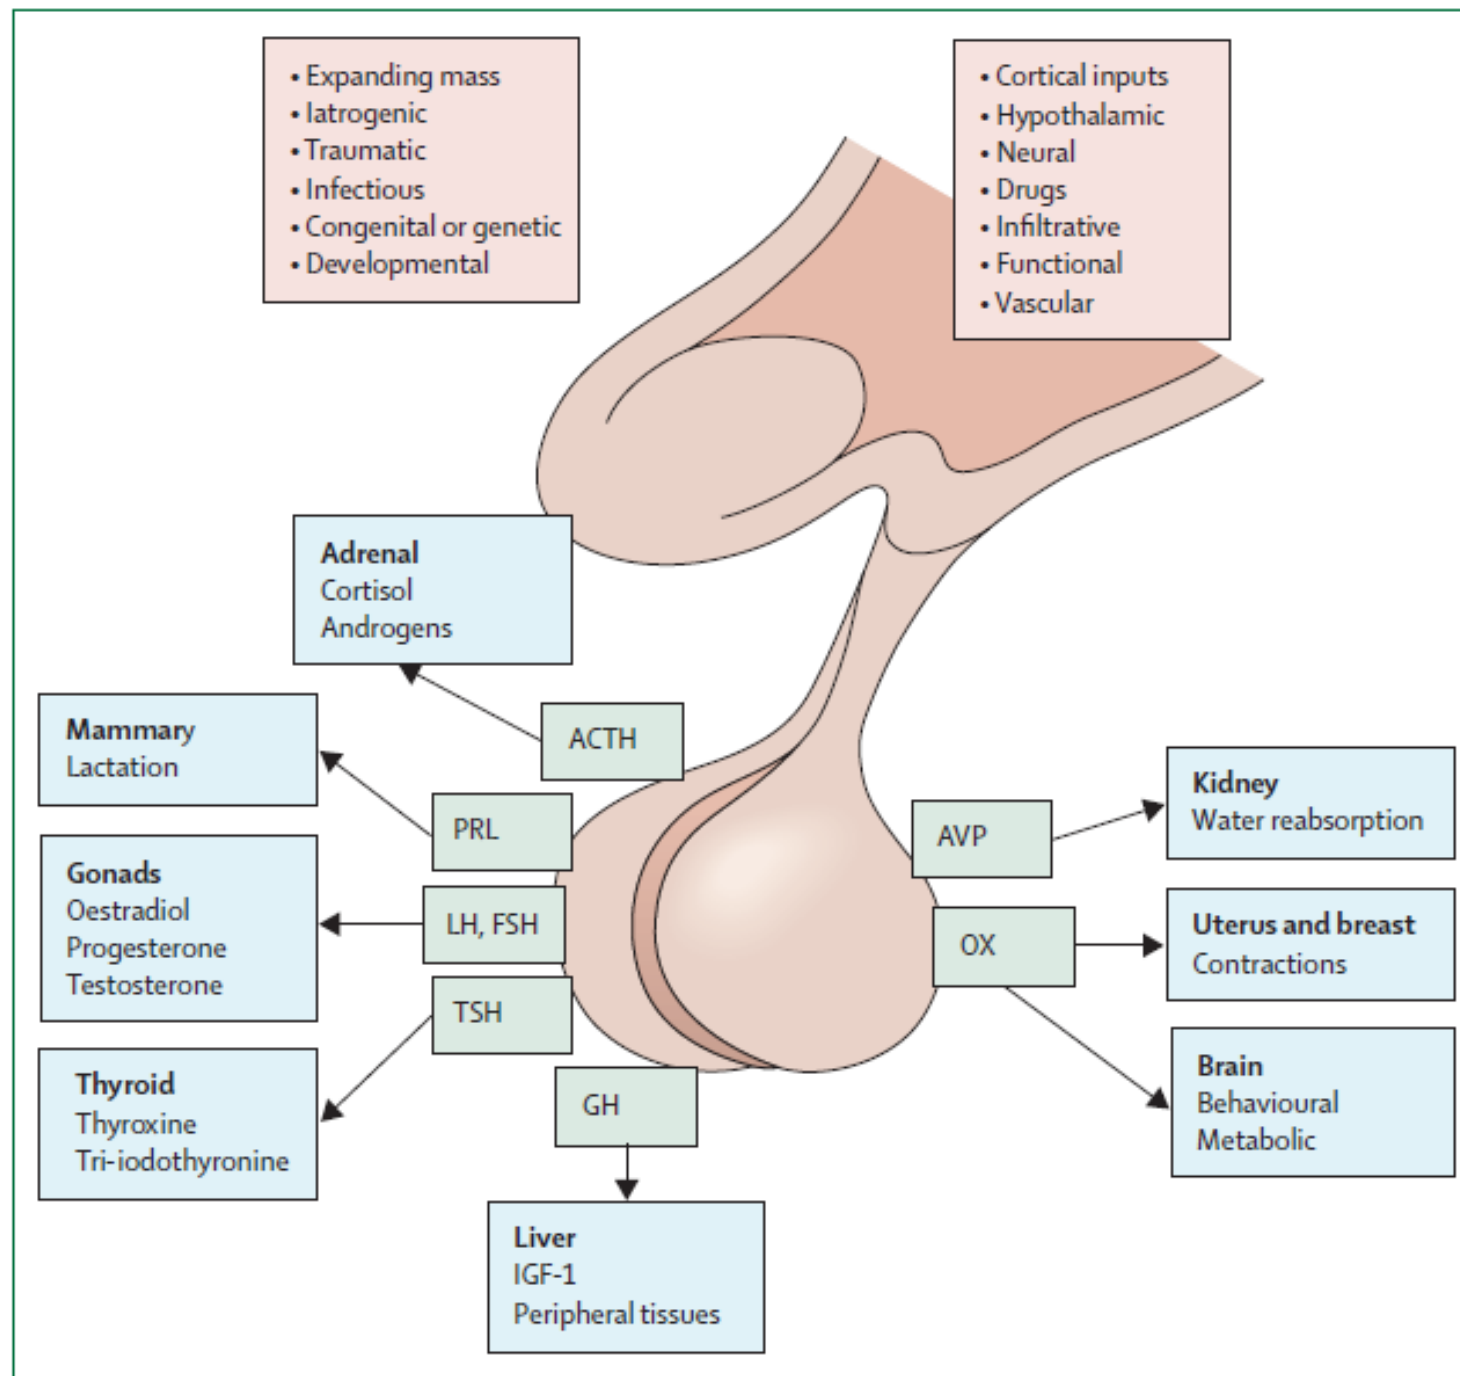 • Expanding mass
• Iatrogenic
• Traumatic
• Infectious
• Congenital or genetic
• Developmental
• Cortical inputs
• Hypothalamic
• Neural
• Drugs
• Infiltrative
• Functional
• Vascular
Adrenal
Cortisol
Androgens
ACTH
Mammary
Lactation
PRL
Gonads
Oestradiol
Progesterone
Testosterone
LH, FSH
TSH
Thyroid
Thyroxine
Tri-iodothyronine
GH
Liver
IGF-1
Peripheral tissues
AVP
Kidney
Water reabsorption
OX
Uterus and breast
Contractions
Brain
Behavioural
Metabolic